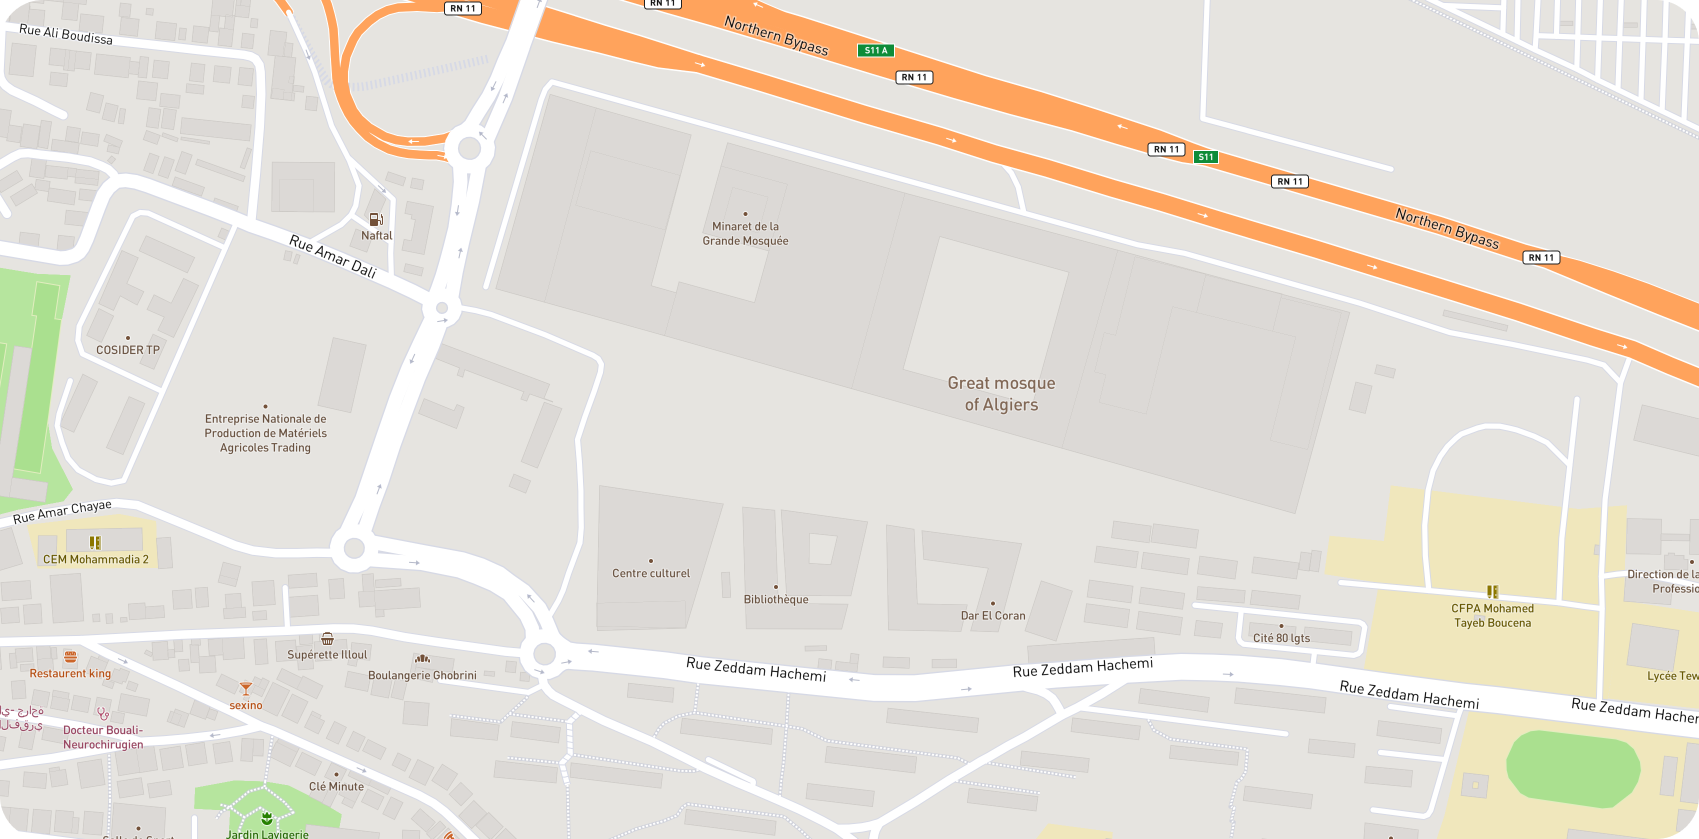 RN 11
RN 11
Rue Ali Boudissa
Northern Bypass
S11 A
RN 11
RN 11
S11
RN 11
Northern Bypass
RN 11
Naftal
Minaret de la
Grande Mosquée
Rue Amar Dali
COSIDER TP
Great mosque
of Algiers
Entreprise Nationale de
Production de Matériels
Agricoles Trading
Rue Amar Chayae
CEM Mohammadia 2
Centre culturel
Bibliothèque
Dar El Coran
Direction de la
Professio
CFPA Mohamed
Tayeb Boucena
Cité 80 lgts
Supérette Illoul
Boulangerie Ghobrini
Restaurent king
Rue Zeddam Hachemi
Rue Zeddam Hachemi
Rue Zeddam Hachemi
Rue Zeddam Hachem
Lycée Tew
sexino
Docteur Bouali-
Neurochirugien
Clé Minute
Jardin Lavigerie